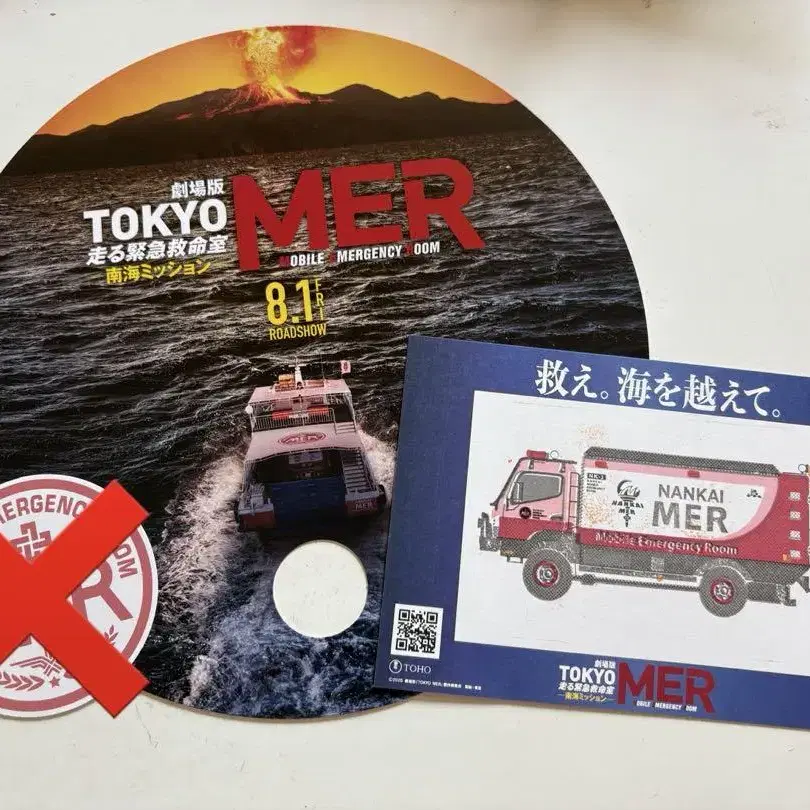 劇場版
TOKYO
MER
走る緊急救命室
MOBILE EMERGENCY ROOM
南海ミッション
8.1
FRI
ROADSHOW
MER
救え。海を越えて。
NK-1
NANKAI
MER
NANKAI
MER
Mobile Emergency Room
TOHO
劇場版
TOKYO
MER
走る緊急救命室
南海ミッション
MOBILE EMERGENCY ROOM